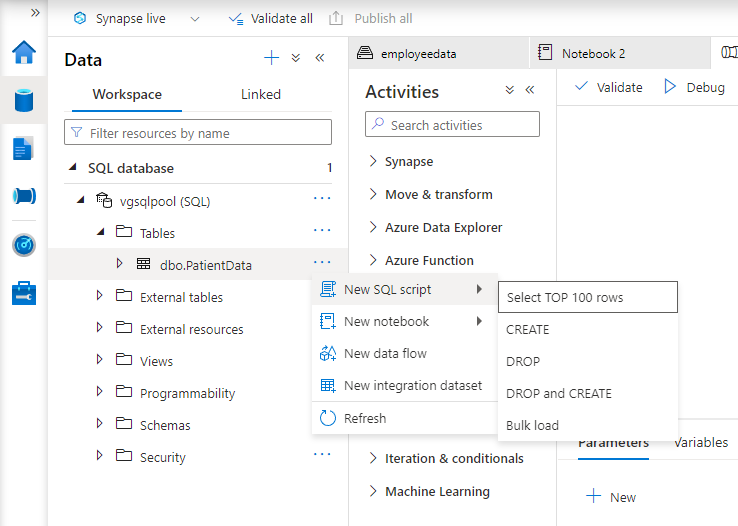 Synapse live
Validate all
Publish all
Data
Workspace
Linked
Filter resources by name
SQL database
1
vgsqlpool (SQL)
Tables
dbo.PatientData
External tables
External resources
Views
Programmability
Schemas
Security
employeedata
Notebook 2
Activities
Search activities
Synapse
Move & transform
Azure Data Explorer
Azure Function
Iteration & conditionals
Machine Learning
New SQL script
New notebook
New data flow
New integration dataset
Refresh
Select TOP 100 rows
CREATE
DROP
DROP and CREATE
Bulk load
Validate
Debug
Parameters
Variables
New